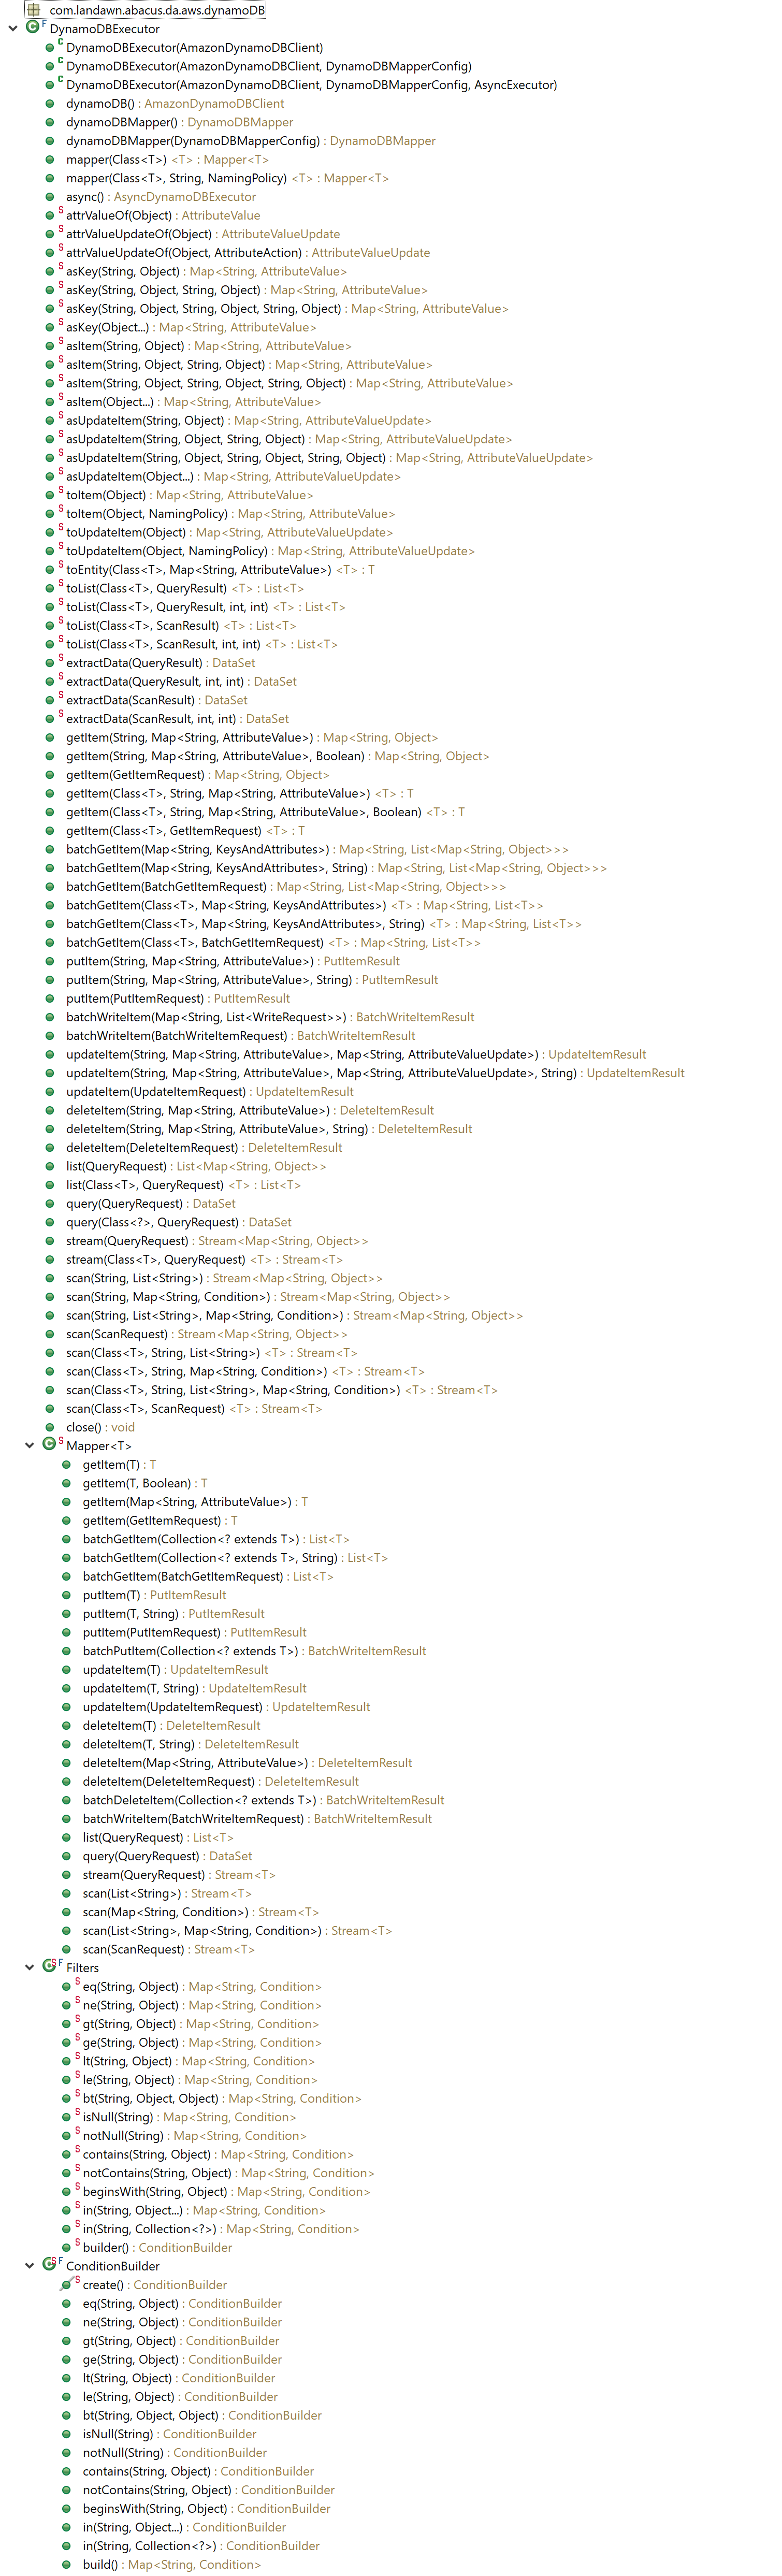 com.landawn.abacus.da.aws.dynamoDB
DynamoDBExecutor
DynamoDBExecutor(AmazonDynamoDBClient)
DynamoDBExecutor(AmazonDynamoDBClient, DynamoDBMapperConfig)
DynamoDBExecutor(AmazonDynamoDBClient, DynamoDBMapperConfig, AsyncExecutor)
dynamoDB() : AmazonDynamoDBClient
dynamoDBMapper() : DynamoDBMapper
dynamoDBMapper(DynamoDBMapperConfig) : DynamoDBMapper
mapper(Class<T>) <T> : Mapper<T>
mapper(Class<T>, String, NamingPolicy) <T> : Mapper<T>
async() : AsyncDynamoDBExecutor
attrValueOf(Object) : AttributeValue
attrValueUpdateOf(Object) : AttributeValueUpdate
attrValueUpdateOf(Object, AttributeAction) : AttributeValueUpdate
asKey(String, Object) : Map<String, AttributeValue>
asKey(String, Object, String, Object) : Map<String, AttributeValue>
asKey(String, Object, String, Object, String, Object) : Map<String, AttributeValue>
asKey(Object...) : Map<String, AttributeValue>
asItem(String, Object) : Map<String, AttributeValue>
asItem(String, Object, String, Object) : Map<String, AttributeValue>
asItem(String, Object, String, Object, String, Object) : Map<String, AttributeValue>
asItem(Object...) : Map<String, AttributeValue>
asUpdateItem(String, Object) : Map<String, AttributeValueUpdate>
asUpdateItem(String, Object, String, Object) : Map<String, AttributeValueUpdate>
asUpdateItem(String, Object, String, Object, String, Object) : Map<String, AttributeValueUpdate>
asUpdateItem(Object...) : Map<String, AttributeValueUpdate>
toItem(Object) : Map<String, AttributeValue>
toItem(Object, NamingPolicy) : Map<String, AttributeValue>
toUpdateItem(Object) : Map<String, AttributeValueUpdate>
toUpdateItem(Object, NamingPolicy) : Map<String, AttributeValueUpdate>
toEntity(Class<T>, Map<String, AttributeValue>) <T> : T
toList(Class<T>, QueryResult) <T> : List<T>
toList(Class<T>, QueryResult, int, int) <T> : List<T>
toList(Class<T>, ScanResult) <T> : List<T>
toList(Class<T>, ScanResult, int, int) <T> : List<T>
extractData(QueryResult) : DataSet
extractData(QueryResult, int, int) : DataSet
extractData(ScanResult) : DataSet
extractData(ScanResult, int, int) : DataSet
getItem(String, Map<String, AttributeValue>) : Map<String, Object>
getItem(String, Map<String, AttributeValue>, Boolean) : Map<String, Object>
getItem(GetItemRequest) : Map<String, Object>
getItem(Class<T>, String, Map<String, AttributeValue>) <T> : T
getItem(Class<T>, String, Map<String, AttributeValue>, Boolean) <T> : T
getItem(Class<T>, GetItemRequest) <T> : T
batchGetItem(Map<String, KeysAndAttributes>) : Map<String, List<Map<String, Object>>>
batchGetItem(Map<String, KeysAndAttributes>, String) : Map<String, List<Map<String, Object>>>
batchGetItem(BatchGetItemRequest) : Map<String, List<Map<String, Object>>>
batchGetItem(Class<T>, Map<String, KeysAndAttributes>) <T> : Map<String, List<T>>
batchGetItem(Class<T>, Map<String, KeysAndAttributes>, String) <T> : Map<String, List<T>>
batchGetItem(Class<T>, BatchGetItemRequest) <T> : Map<String, List<T>>
putItem(String, Map<String, AttributeValue>) : PutItemResult
putItem(String, Map<String, AttributeValue>, String) : PutItemResult
putItem(PutItemRequest) : PutItemResult
batchWriteItem(Map<String, List<WriteRequest>>) : BatchWriteItemResult
batchWriteItem(BatchWriteItemRequest) : BatchWriteItemResult
updateItem(String, Map<String, AttributeValue>, Map<String, AttributeValueUpdate>) : UpdateItemResult
updateItem(String, Map<String, AttributeValue>, Map<String, AttributeValueUpdate>, String) : UpdateItemResult
updateItem(UpdateItemRequest) : UpdateItemResult
deleteItem(String, Map<String, AttributeValue>) : DeleteItemResult
deleteItem(String, Map<String, AttributeValue>, String) : DeleteItemResult
deleteItem(DeleteItemRequest) : DeleteItemResult
list(QueryRequest) : List<Map<String, Object>>
list(Class<T>, QueryRequest) <T> : List<T>
query(QueryRequest) : DataSet
query(Class<?>, QueryRequest) : DataSet
stream(QueryRequest) : Stream<Map<String, Object>>
stream(Class<T>, QueryRequest) <T> : Stream<T>
scan(String, List<String>) : Stream<Map<String, Object>>
scan(String, Map<String, Condition>) : Stream<Map<String, Object>>
scan(String, List<String>, Map<String, Condition>) : Stream<Map<String, Object>>
scan(ScanRequest) : Stream<Map<String, Object>>
scan(Class<T>, String, List<String>) <T> : Stream<T>
scan(Class<T>, String, Map<String, Condition>) <T> : Stream<T>
scan(Class<T>, String, List<String>, Map<String, Condition>) <T> : Stream<T>
scan(Class<T>, ScanRequest) <T> : Stream<T>
close() : void
Mapper<T>
getItem(T) : T
getItem(T, Boolean) : T
getItem(Map<String, AttributeValue>) : T
getItem(GetItemRequest) : T
batchGetItem(Collection<? extends T>) : List<T>
batchGetItem(Collection<? extends T>, String) : List<T>
batchGetItem(BatchGetItemRequest) : List<T>
putItem(T) : PutItemResult
putItem(T, String) : PutItemResult
putItem(PutItemRequest) : PutItemResult
batchPutItem(Collection<? extends T>) : BatchWriteItemResult
updateItem(T) : UpdateItemResult
updateItem(T, String) : UpdateItemResult
updateItem(UpdateItemRequest) : UpdateItemResult
deleteItem(T) : DeleteItemResult
deleteItem(T, String) : DeleteItemResult
deleteItem(Map<String, AttributeValue>) : DeleteItemResult
deleteItem(DeleteItemRequest) : DeleteItemResult
batchDeleteItem(Collection<? extends T>) : BatchWriteItemResult
batchWriteItem(BatchWriteItemRequest) : BatchWriteItemResult
list(QueryRequest) : List<T>
query(QueryRequest) : DataSet
stream(QueryRequest) : Stream<T>
scan(List<String>) : Stream<T>
scan(Map<String, Condition>) : Stream<T>
scan(List<String>, Map<String, Condition>) : Stream<T>
scan(ScanRequest) : Stream<T>
Filters
eq(String, Object) : Map<String, Condition>
ne(String, Object) : Map<String, Condition>
gt(String, Object) : Map<String, Condition>
ge(String, Object) : Map<String, Condition>
lt(String, Object) : Map<String, Condition>
le(String, Object) : Map<String, Condition>
bt(String, Object, Object) : Map<String, Condition>
isNull(String) : Map<String, Condition>
notNull(String) : Map<String, Condition>
contains(String, Object) : Map<String, Condition>
notContains(String, Object) : Map<String, Condition>
beginsWith(String, Object) : Map<String, Condition>
in(String, Object...) : Map<String, Condition>
in(String, Collection<?>) : Map<String, Condition>
builder() : ConditionBuilder
ConditionBuilder
create() : ConditionBuilder
eq(String, Object) : ConditionBuilder
ne(String, Object) : ConditionBuilder
gt(String, Object) : ConditionBuilder
ge(String, Object) : ConditionBuilder
lt(String, Object) : ConditionBuilder
le(String, Object) : ConditionBuilder
bt(String, Object, Object) : ConditionBuilder
isNull(String) : ConditionBuilder
notNull(String) : ConditionBuilder
contains(String, Object) : ConditionBuilder
notContains(String, Object) : ConditionBuilder
beginsWith(String, Object) : ConditionBuilder
in(String, Object...) : ConditionBuilder
in(String, Collection<?>) : ConditionBuilder
build() : Map<String, Condition>